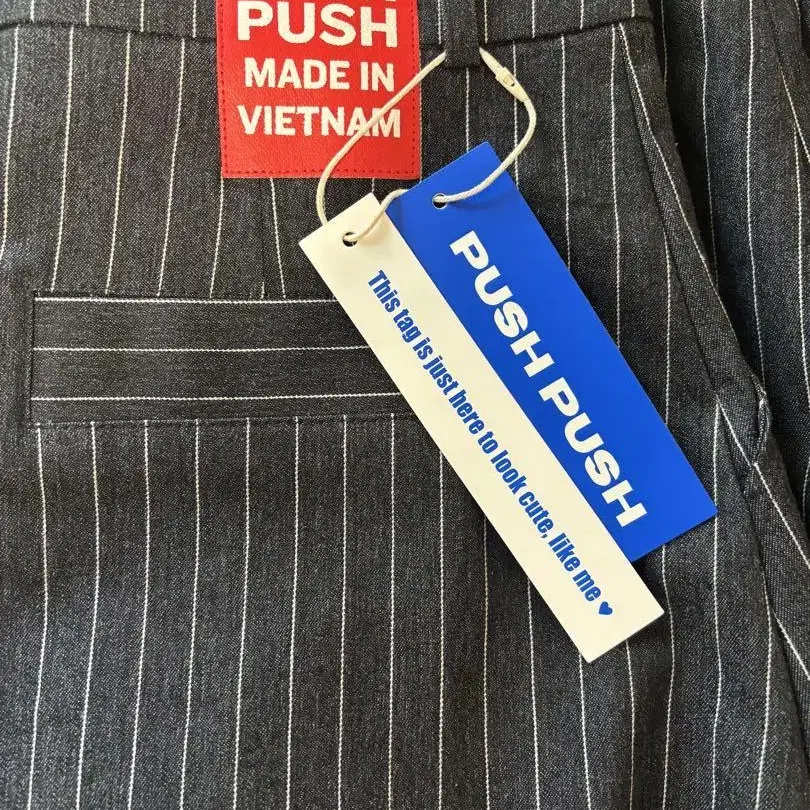 PUSH
MADE IN
VIETNAM
PUSH PUSH
This tag is just here to look cute, like me ♥